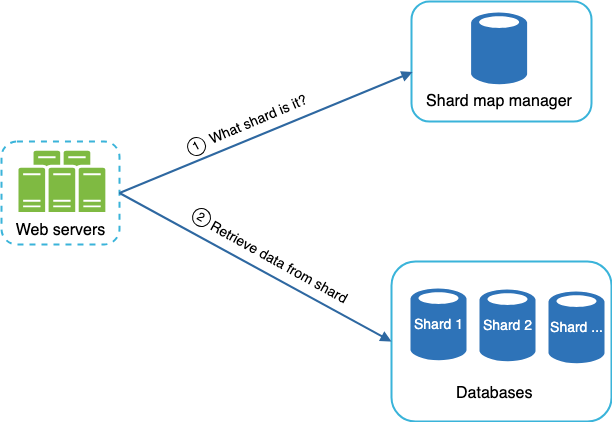 Shard map manager
1 What shard is it?
Web servers
2 Retrieve data from shard
Shard 1
Shard 2
Shard ...
Databases